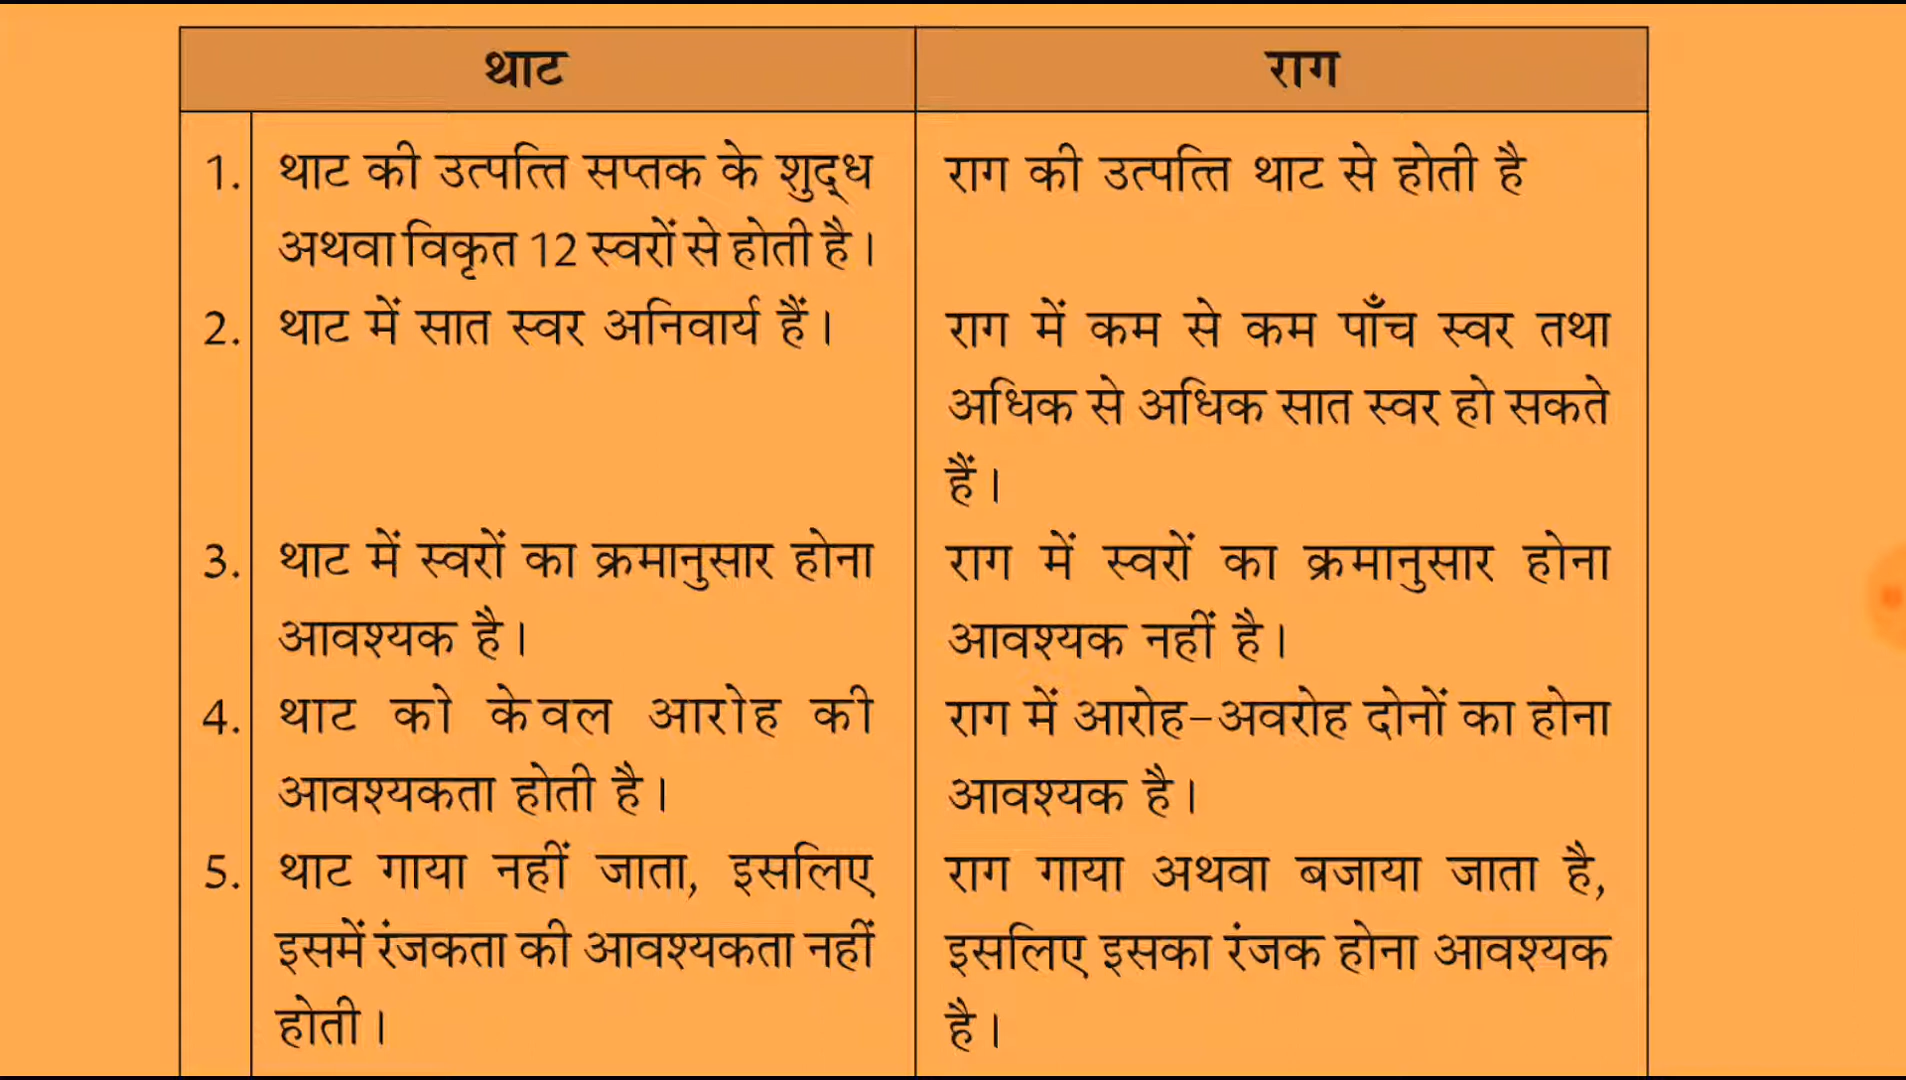 थाट
राग
1. थाट की उत्पत्ति सप्तक के शुद्ध
अथवा विकृत 12 स्वरों से होती है।
राग की उत्पत्ति थाट से होती है
2. थाट में सात स्वर अनिवार्य हैं।
राग में कम से कम पाँच स्वर तथा
अधिक से अधिक सात स्वर हो सकते
हैं।
3. थाट में स्वरों का क्रमानुसार होना
आवश्यक है।
राग में स्वरों का क्रमानुसार होना
आवश्यक नहीं है।
4. थाट को केवल आरोह की
आवश्यकता होती है।
राग में आरोह-अवरोह दोनों का होना
आवश्यक है।
5. थाट गाया नहीं जाता, इसलिए
इसमें रंजकता की आवश्यकता नहीं
होती।
राग गाया अथवा बजाया जाता है,
इसलिए इसका रंजक होना आवश्यक
है।